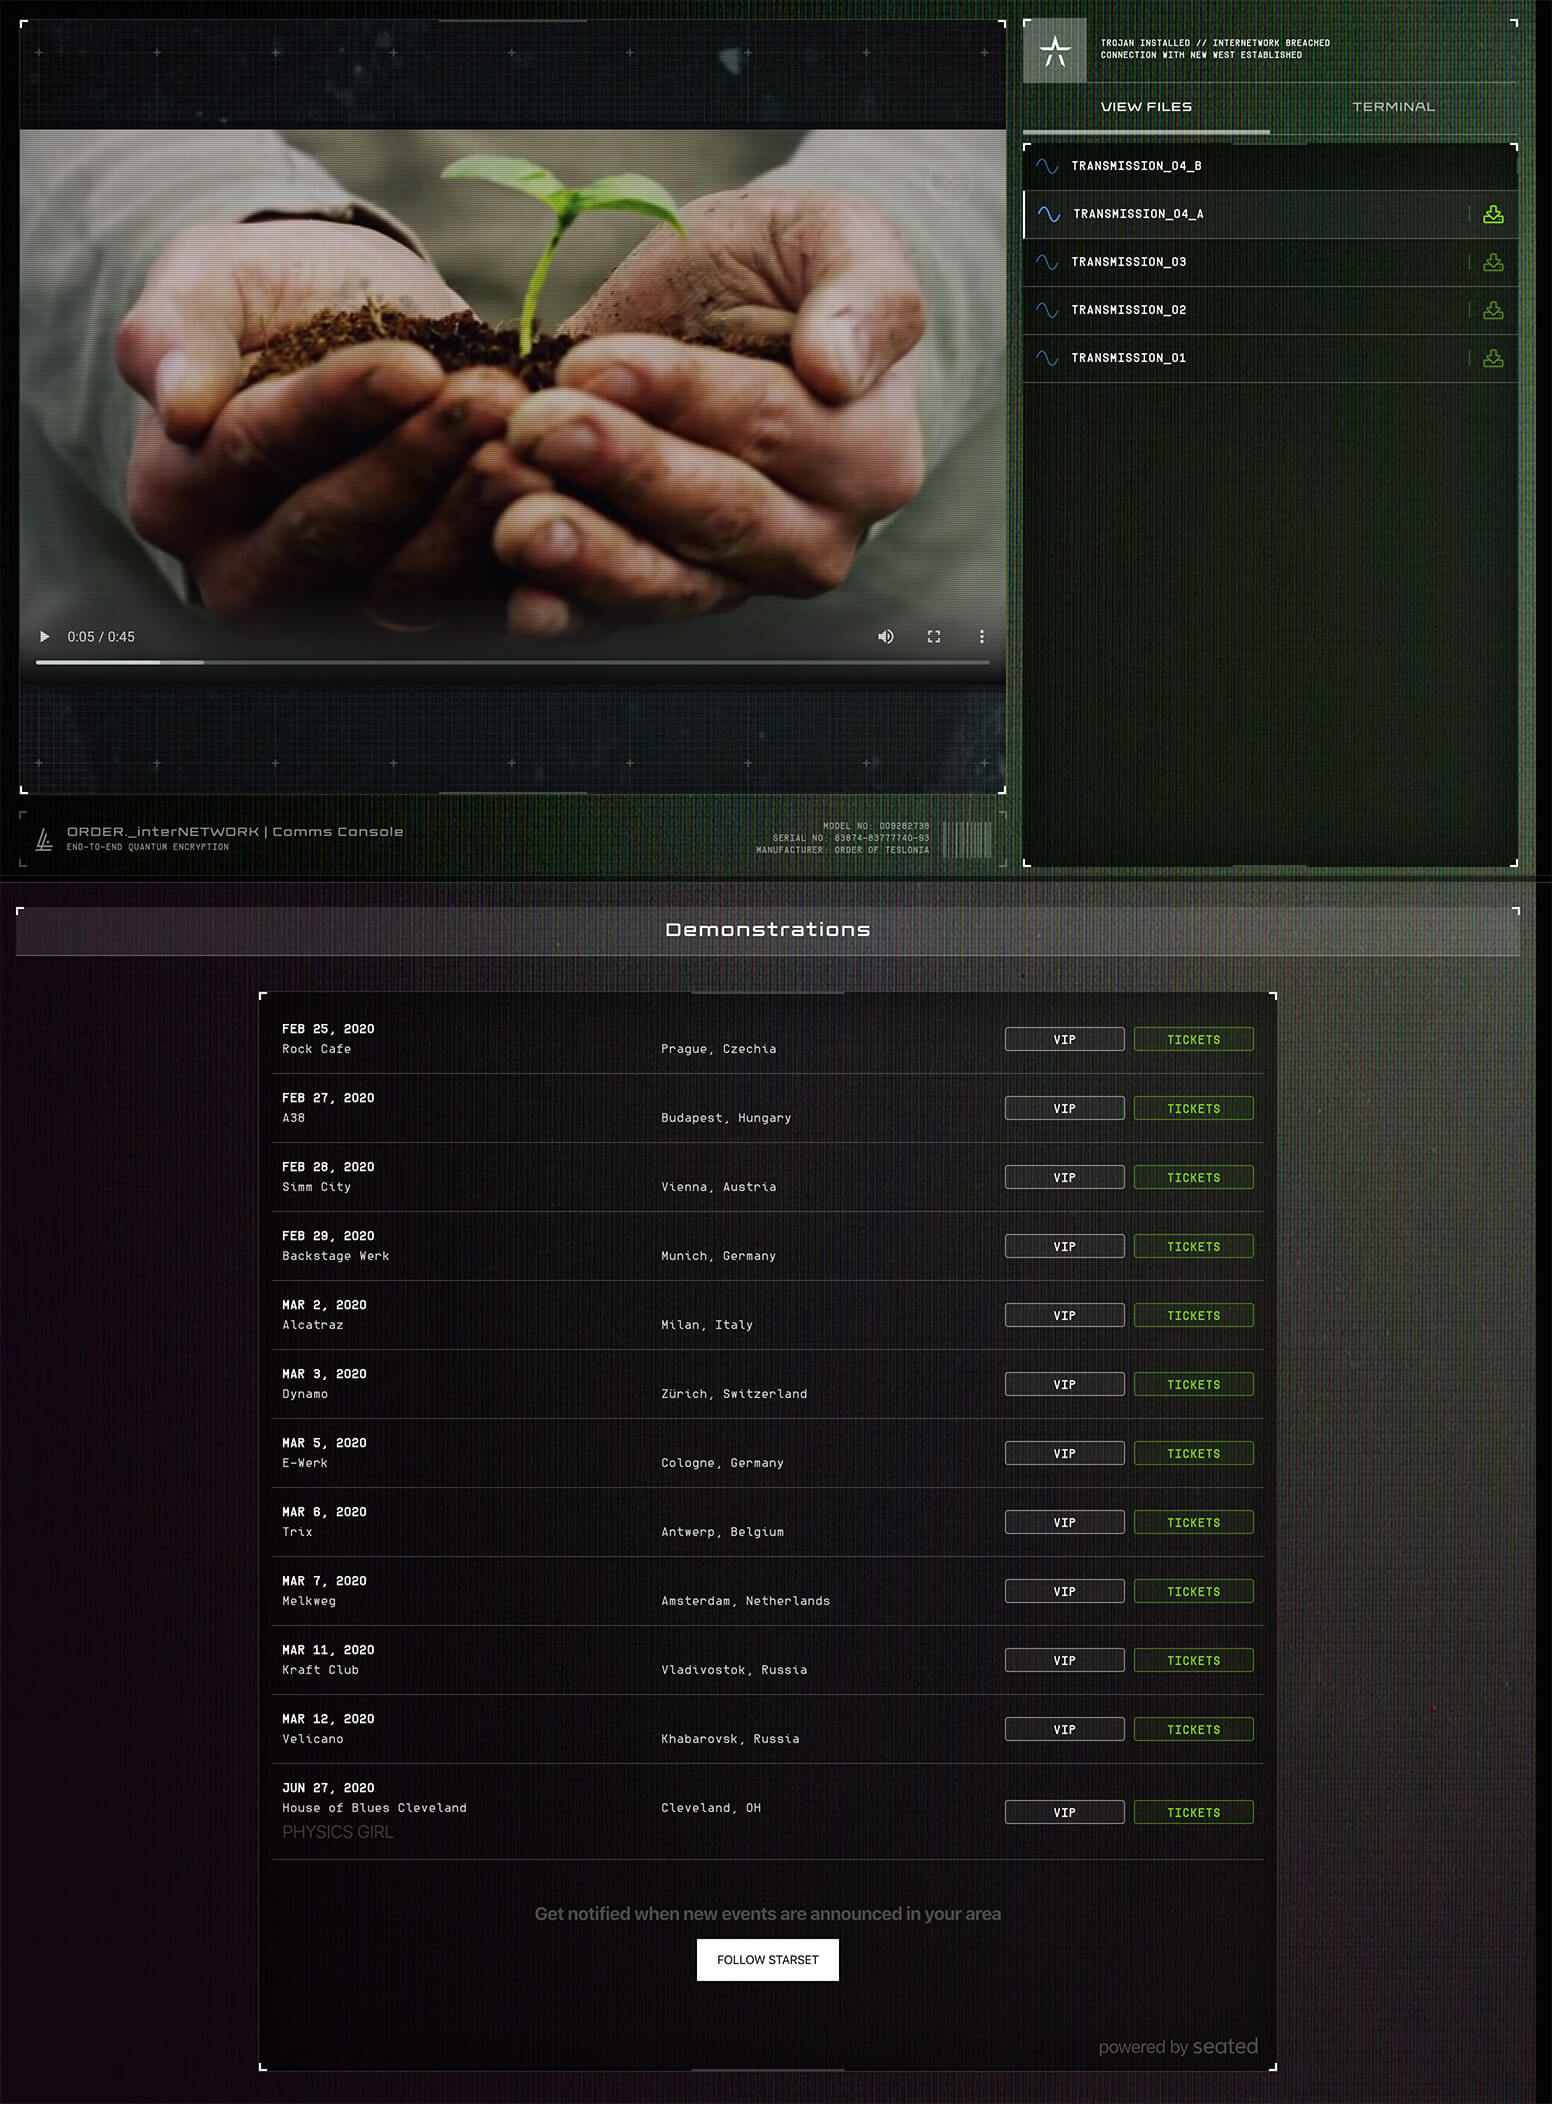 TROJAN INSTALLED // INTERNETWORK BREACHED
CONNECTION WITH NEW WEST ESTABLISHED
VIEW FILES
TERMINAL
TRANSMISSION_04_B
TRANSMISSION_04_A
TRANSMISSION_03
TRANSMISSION_02
TRANSMISSION_01
0:05 / 0:45
ORDER._interNETWORK | Comms Console
END-TO-END QUANTUM ENCRYPTION
MODEL NO: 009282738
SERIAL NO: 83874-83777740-93
MANUFACTURER: ORDER OF TESLONIA
Demonstrations
FEB 25, 2020
Rock Cafe
Prague, Czechia
VIP
TICKETS
FEB 27, 2020
A38
Budapest, Hungary
VIP
TICKETS
FEB 28, 2020
Simm City
Vienna, Austria
VIP
TICKETS
FEB 29, 2020
Backstage Werk
Munich, Germany
VIP
TICKETS
MAR 2, 2020
Alcatraz
Milan, Italy
VIP
TICKETS
MAR 3, 2020
Dynamo
Zürich, Switzerland
VIP
TICKETS
MAR 5, 2020
E-Werk
Cologne, Germany
VIP
TICKETS
MAR 6, 2020
Trix
Antwerp, Belgium
VIP
TICKETS
MAR 7, 2020
Melkweg
Amsterdam, Netherlands
VIP
TICKETS
MAR 11, 2020
Kraft Club
Vladivostok, Russia
VIP
TICKETS
MAR 12, 2020
Velicano
Khabarovsk, Russia
VIP
TICKETS
JUN 27, 2020
House of Blues Cleveland
Cleveland, OH
PHYSICS GIRL
VIP
TICKETS
Get notified when new events are announced in your area
FOLLOW STARSET
powered by seated